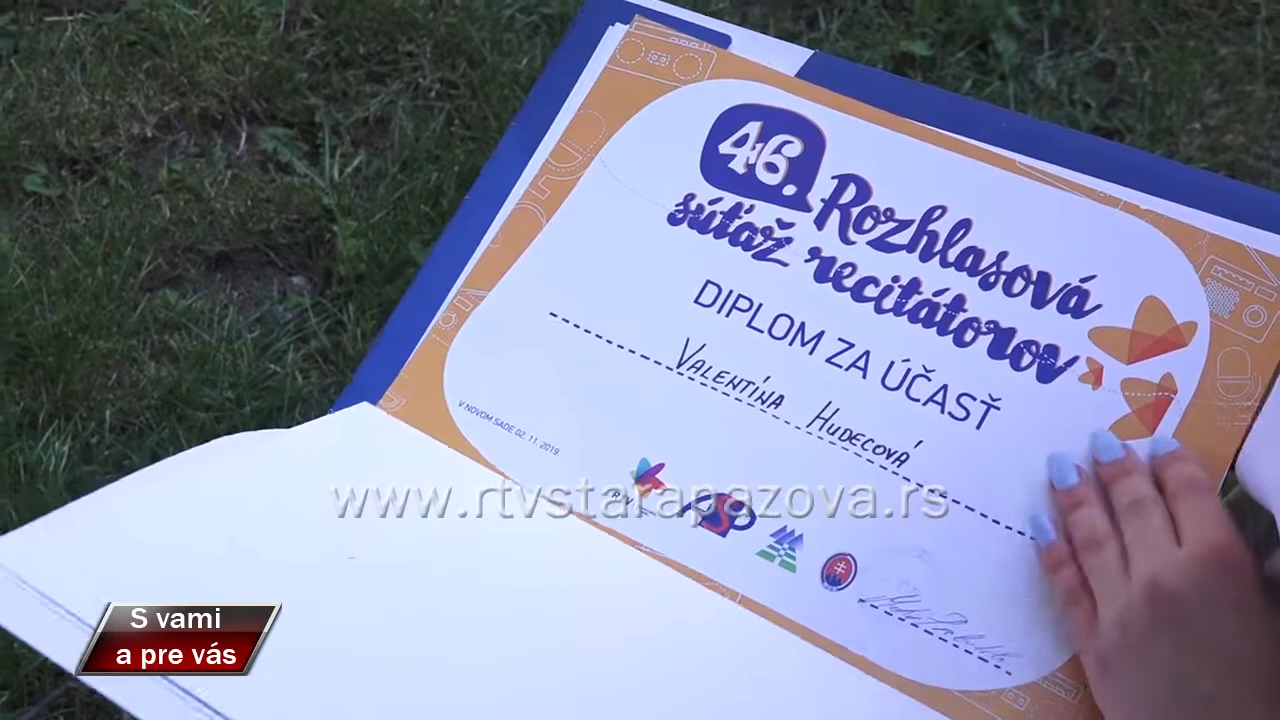 46. Rozhlasová
súťaž recitátorov
DIPLOM ZA ÚČASŤ
VALENTÍNA HUDECOVÁ
V NOVOM SADE 02. 11. 2019.
www.rtvstarapazova.rs
S vami
a pre vás